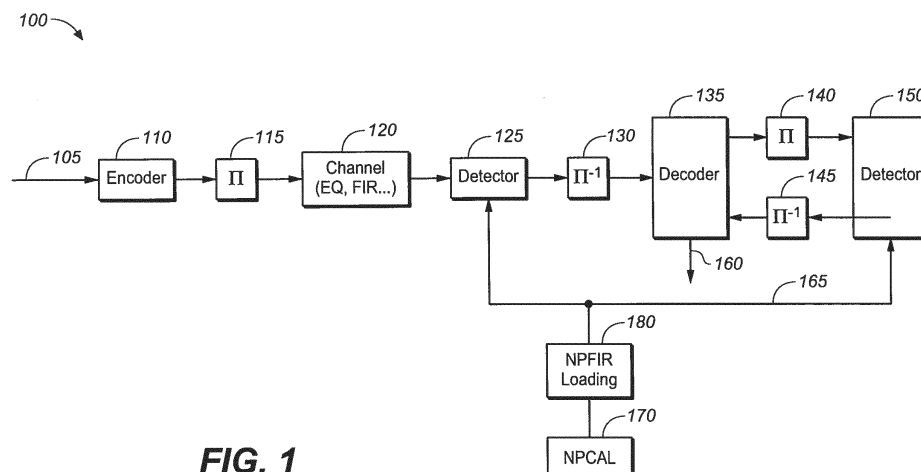 100
105
110
Encoder
115
Π
120
Channel
(EQ, FIR...)
125
Detector
130
Π-1
135
Decoder
140
Π
145
Π-1
150
Detector
160
165
180
NPFIR
Loading
170
NPCAL
FIG. 1